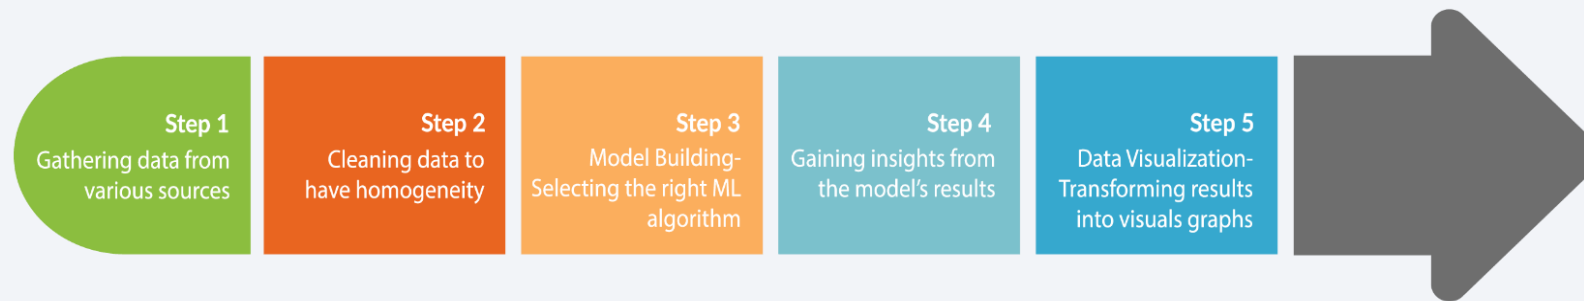 Step 1
Gathering data from
various sources
Step 2
Cleaning data to
have homogeneity
Step 3
Model Building-
Selecting the right ML
algorithm
Step 4
Gaining insights from
the model's results
Step 5
Data Visualization-
Transforming results
into visuals graphs